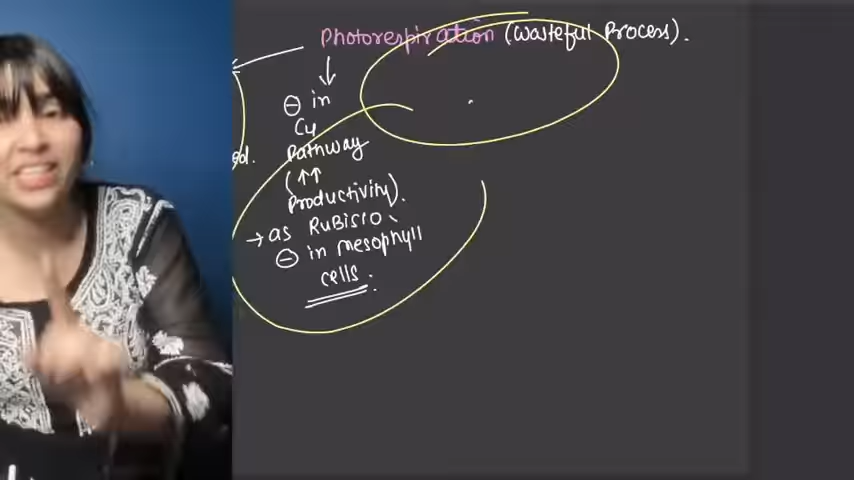 Photorespiration (Wasteful Process).
⊖ in
C4
ed.
Pathway
(↑↑
Productivity).
→ as RuBisCO
⊖ in mesophyll
cells.